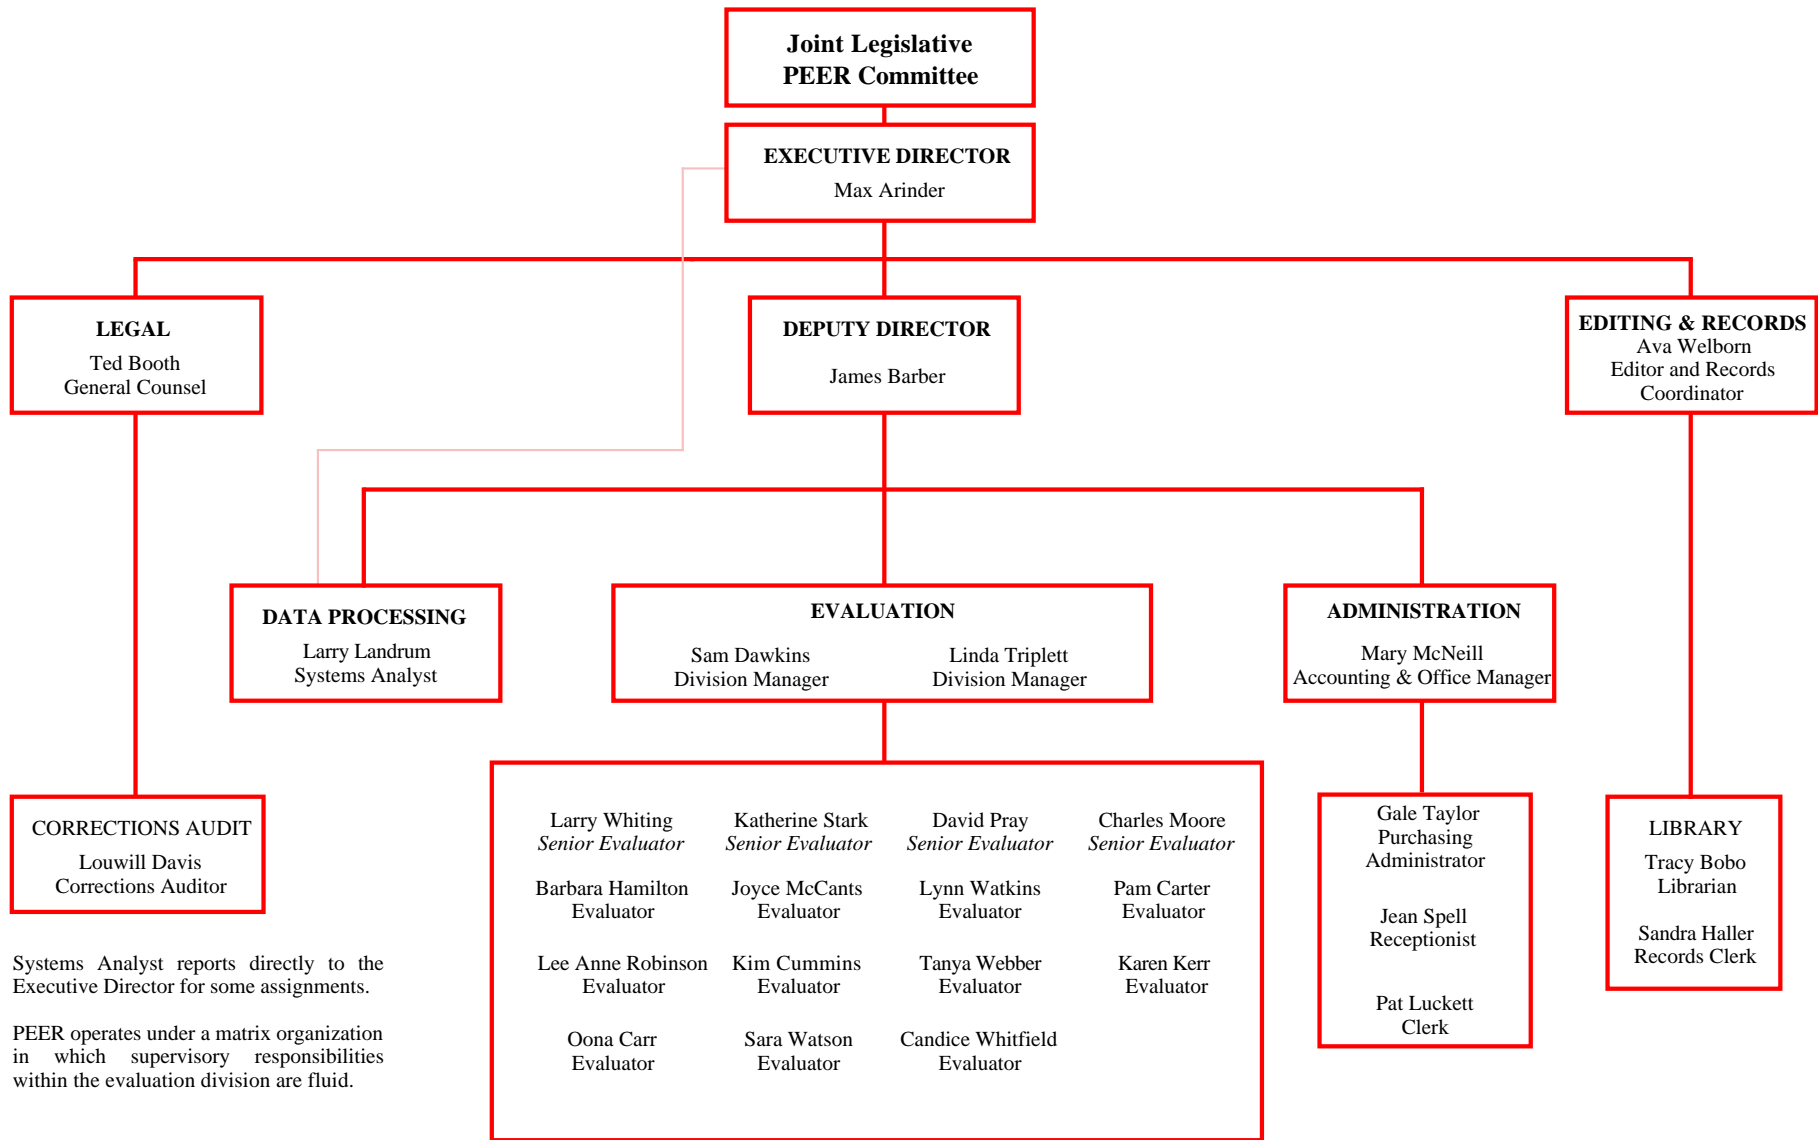 Joint Legislative
PEER Committee
EXECUTIVE DIRECTOR
Max Arinder
LEGAL
Ted Booth
General Counsel
DEPUTY DIRECTOR
James Barber
EDITING & RECORDS
Ava Welborn
Editor and Records
Coordinator
DATA PROCESSING
Larry Landrum
Systems Analyst
EVALUATION
Sam Dawkins
Division Manager
Linda Triplett
Division Manager
ADMINISTRATION
Mary McNeill
Accounting & Office Manager
CORRECTIONS AUDIT
Louwill Davis
Corrections Auditor
Larry Whiting
Senior Evaluator
Katherine Stark
Senior Evaluator
David Pray
Senior Evaluator
Charles Moore
Senior Evaluator
Barbara Hamilton
Evaluator
Joyce McCants
Evaluator
Lynn Watkins
Evaluator
Pam Carter
Evaluator
Lee Anne Robinson
Evaluator
Kim Cummins
Evaluator
Tanya Webber
Evaluator
Karen Kerr
Evaluator
Oona Carr
Evaluator
Sara Watson
Evaluator
Candice Whitfield
Evaluator
Gale Taylor
Purchasing
Administrator
Jean Spell
Receptionist
Pat Luckett
Clerk
LIBRARY
Tracy Bobo
Librarian
Sandra Haller
Records Clerk
Systems Analyst reports directly to the
Executive Director for some assignments.
PEER operates under a matrix organization
in which supervisory responsibilities
within the evaluation division are fluid.